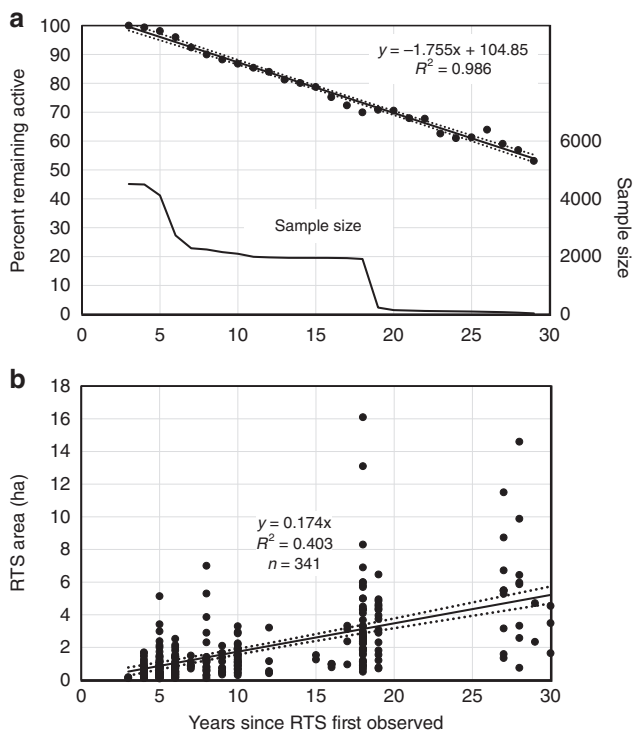 a
100
90
80
70
60
50
40
30
20
10
0
Percent remaining active
y = –1.755x + 104.85
R² = 0.986
Sample size
6000
4000
2000
0
Sample size
0 5 10 15 20 25 30
b
18
16
14
12
10
8
6
4
2
0
RTS area (ha)
y = 0.174x
R² = 0.403
n = 341
0 5 10 15 20 25 30
Years since RTS first observed